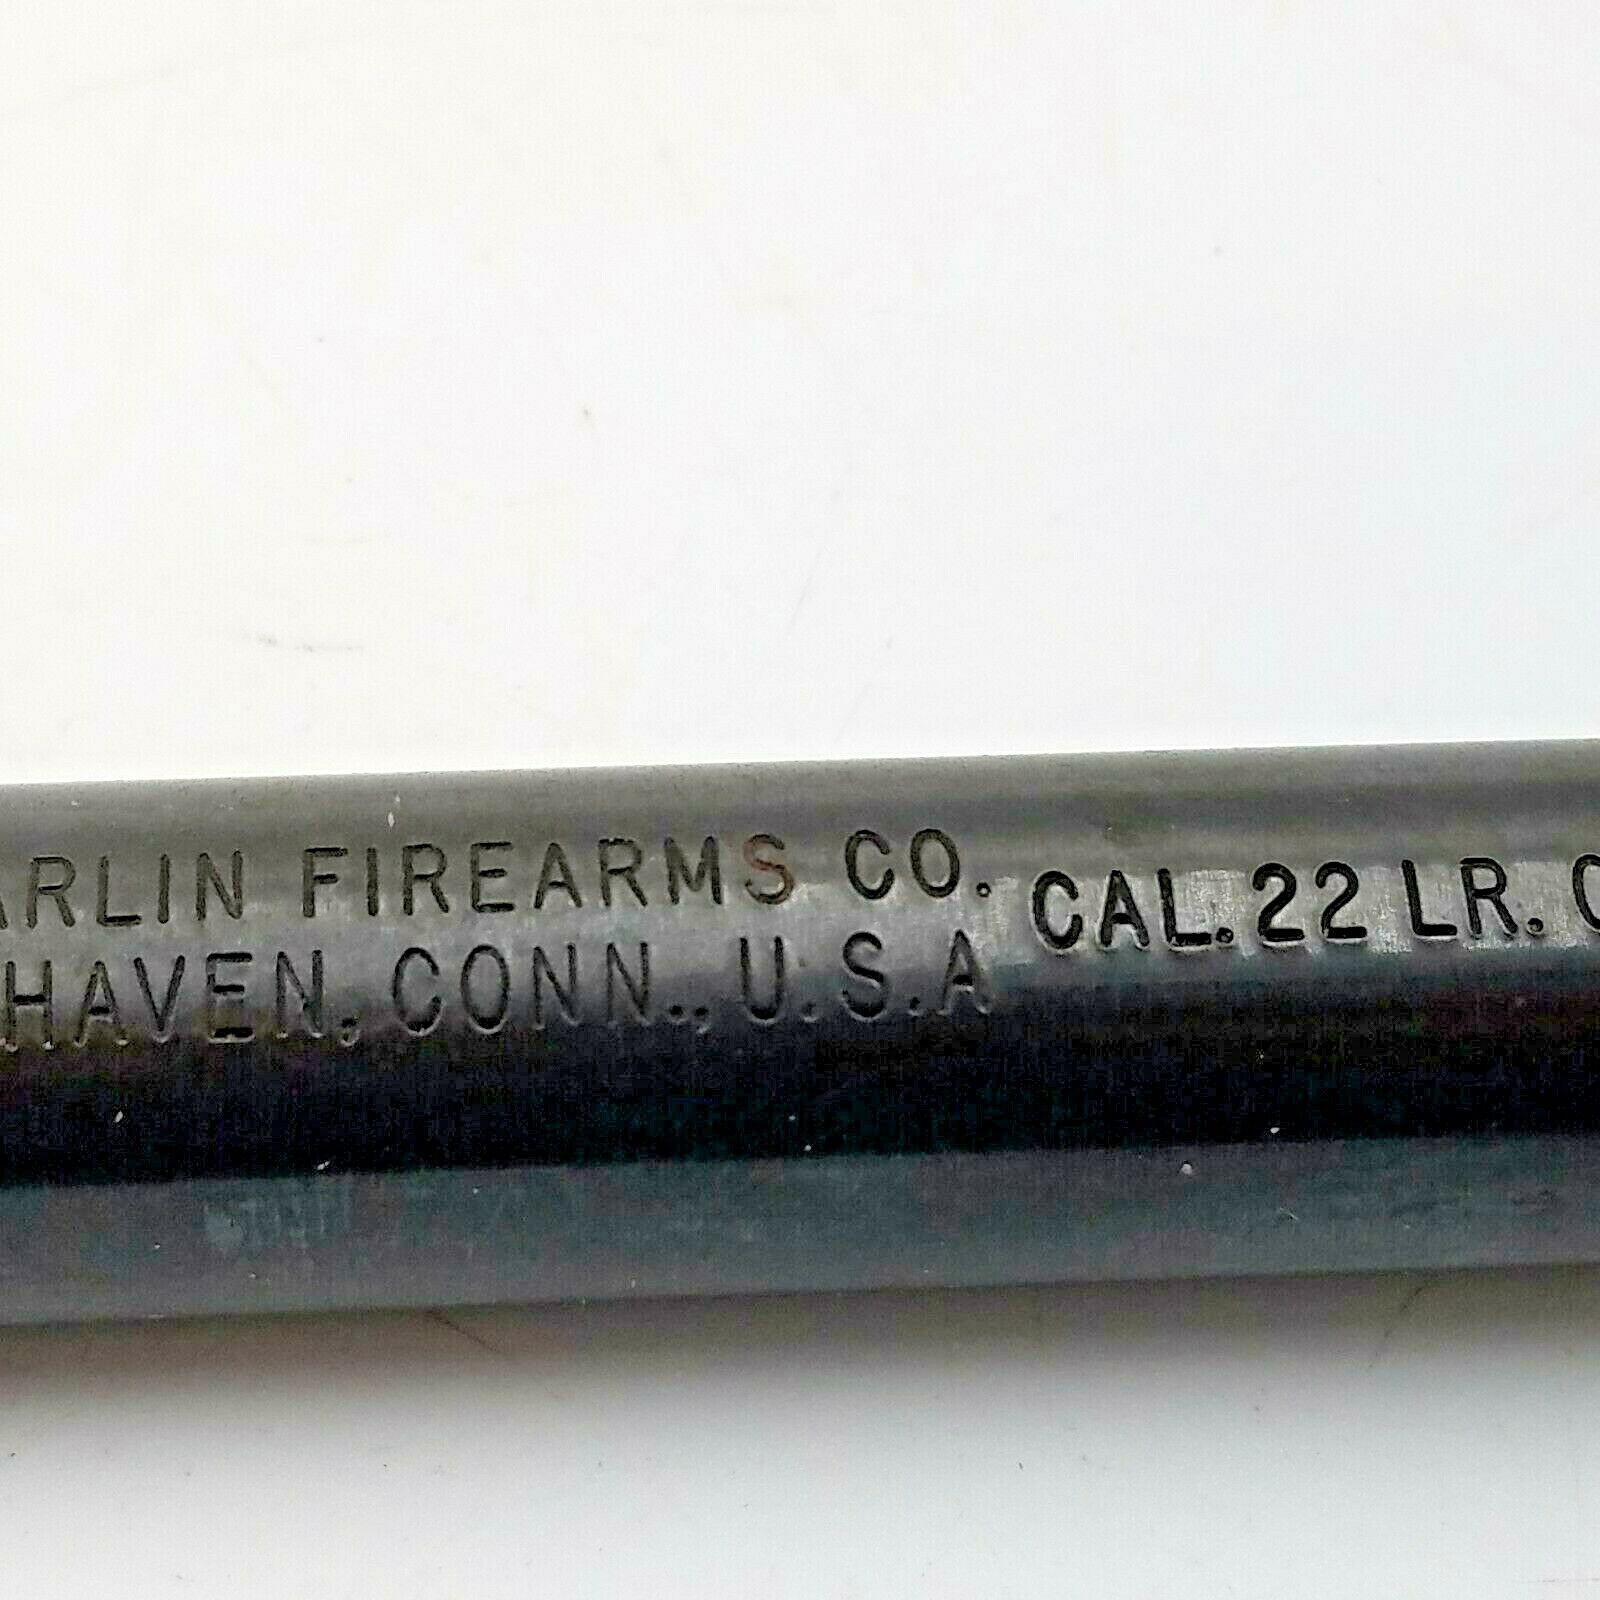 ARLIN FIREARMS CO.
HAVEN, CONN., U.S.A
CAL. 22 LR.